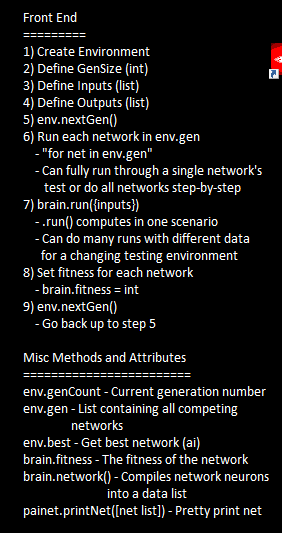 Front End
=========
1) Create Environment
2) Define GenSize (int)
3) Define Inputs (list)
4) Define Outputs (list)
5) env.nextGen()
6) Run each network in env.gen
- "for net in env.gen"
- Can fully run through a single network's
test or do all networks step-by-step
7) brain.run({inputs})
- .run() computes in one scenario
- Can do many runs with different data
for a changing testing environment
8) Set fitness for each network
- brain.fitness = int
9) env.nextGen()
- Go back up to step 5
Misc Methods and Attributes
========================
env.genCount - Current generation number
env.gen - List containing all competing
networks
env.best - Get best network (ai)
brain.fitness - The fitness of the network
brain.network() - Compiles network neurons
into a data list
painet.printNet([net list]) - Pretty print net